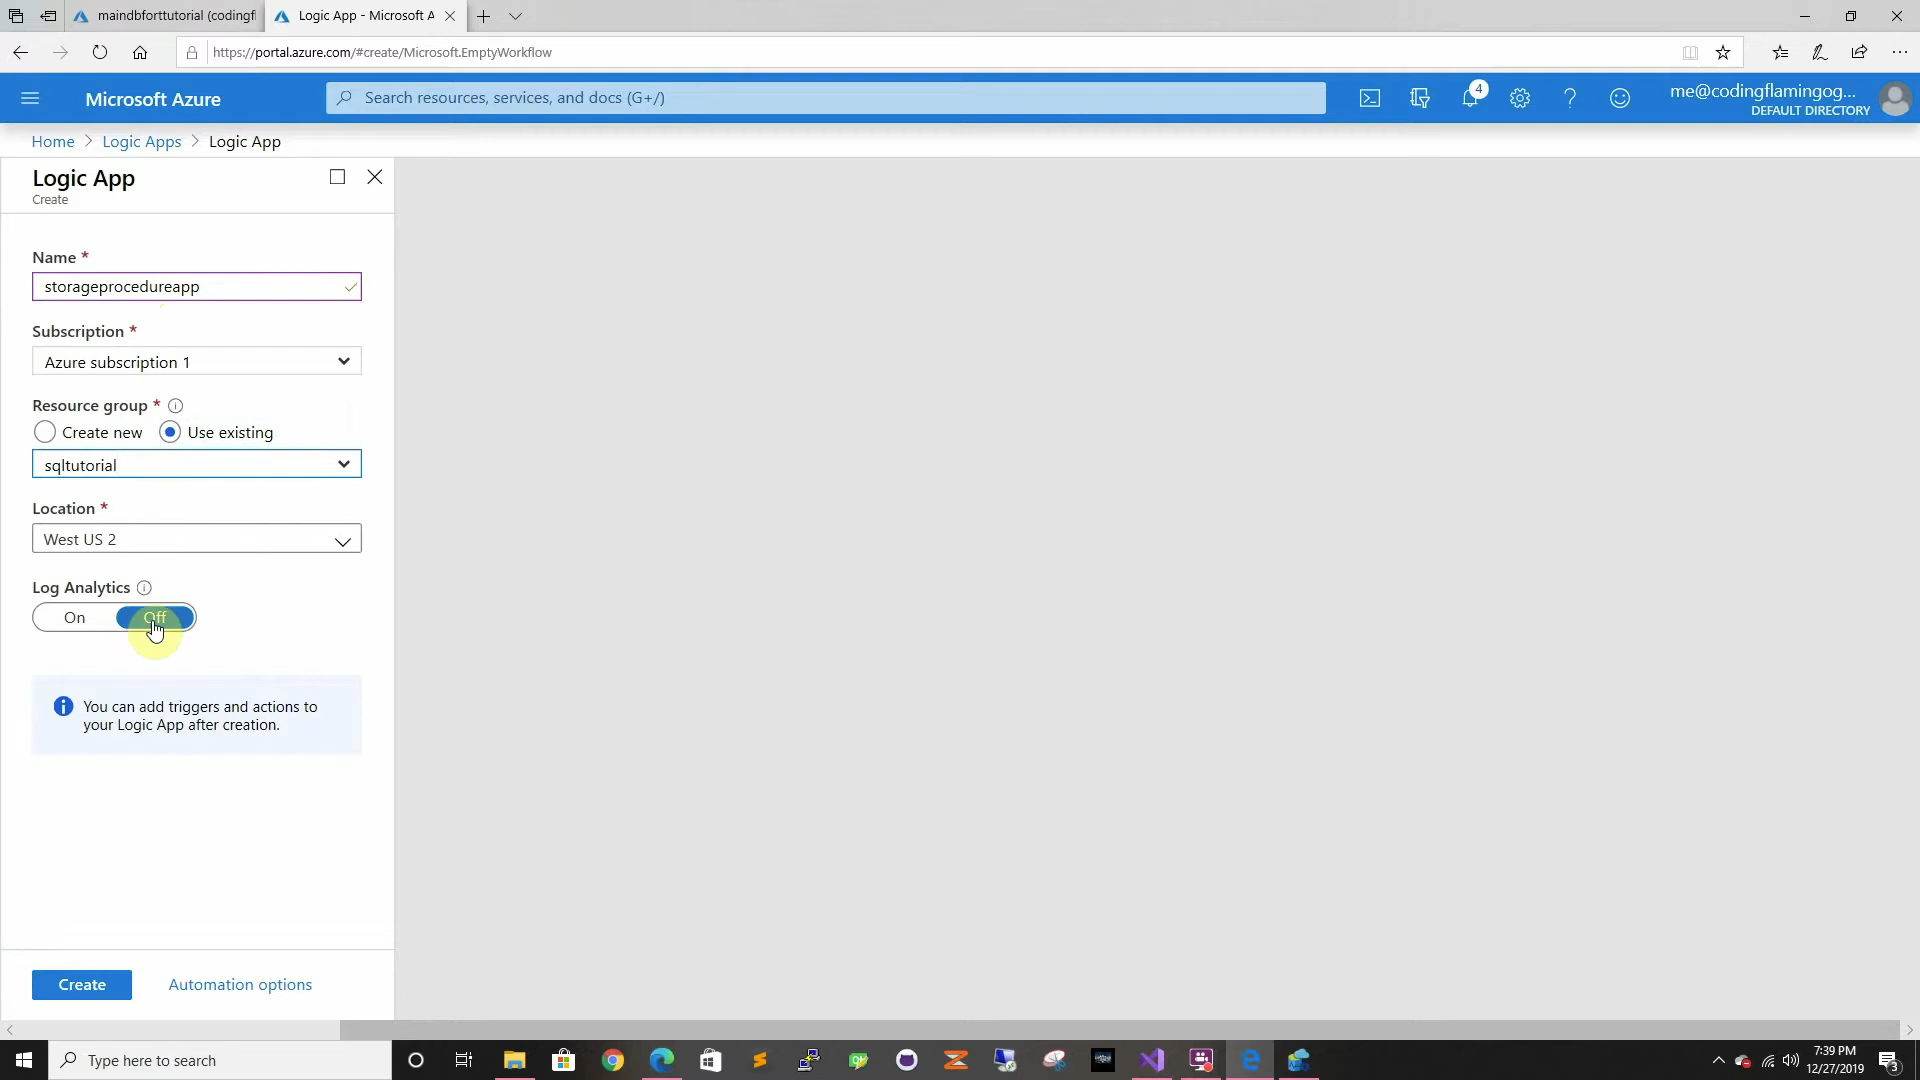 maindbforttutorial (codingfl
Logic App - Microsoft A
https://portal.azure.com/#create/Microsoft.EmptyWorkflow
Microsoft Azure
Search resources, services, and docs (G+/)
4
me@codingflamingog...
DEFAULT DIRECTORY
Home > Logic Apps > Logic App
Logic App
Create
Name *
storageprocedureapp
Subscription *
Azure subscription 1
Resource group *
Create new
Use existing
sqltutorial
Location *
West US 2
Log Analytics
On
Off
You can add triggers and actions to
your Logic App after creation.
Create
Automation options
Type here to search
7:39 PM
12/27/2019
3